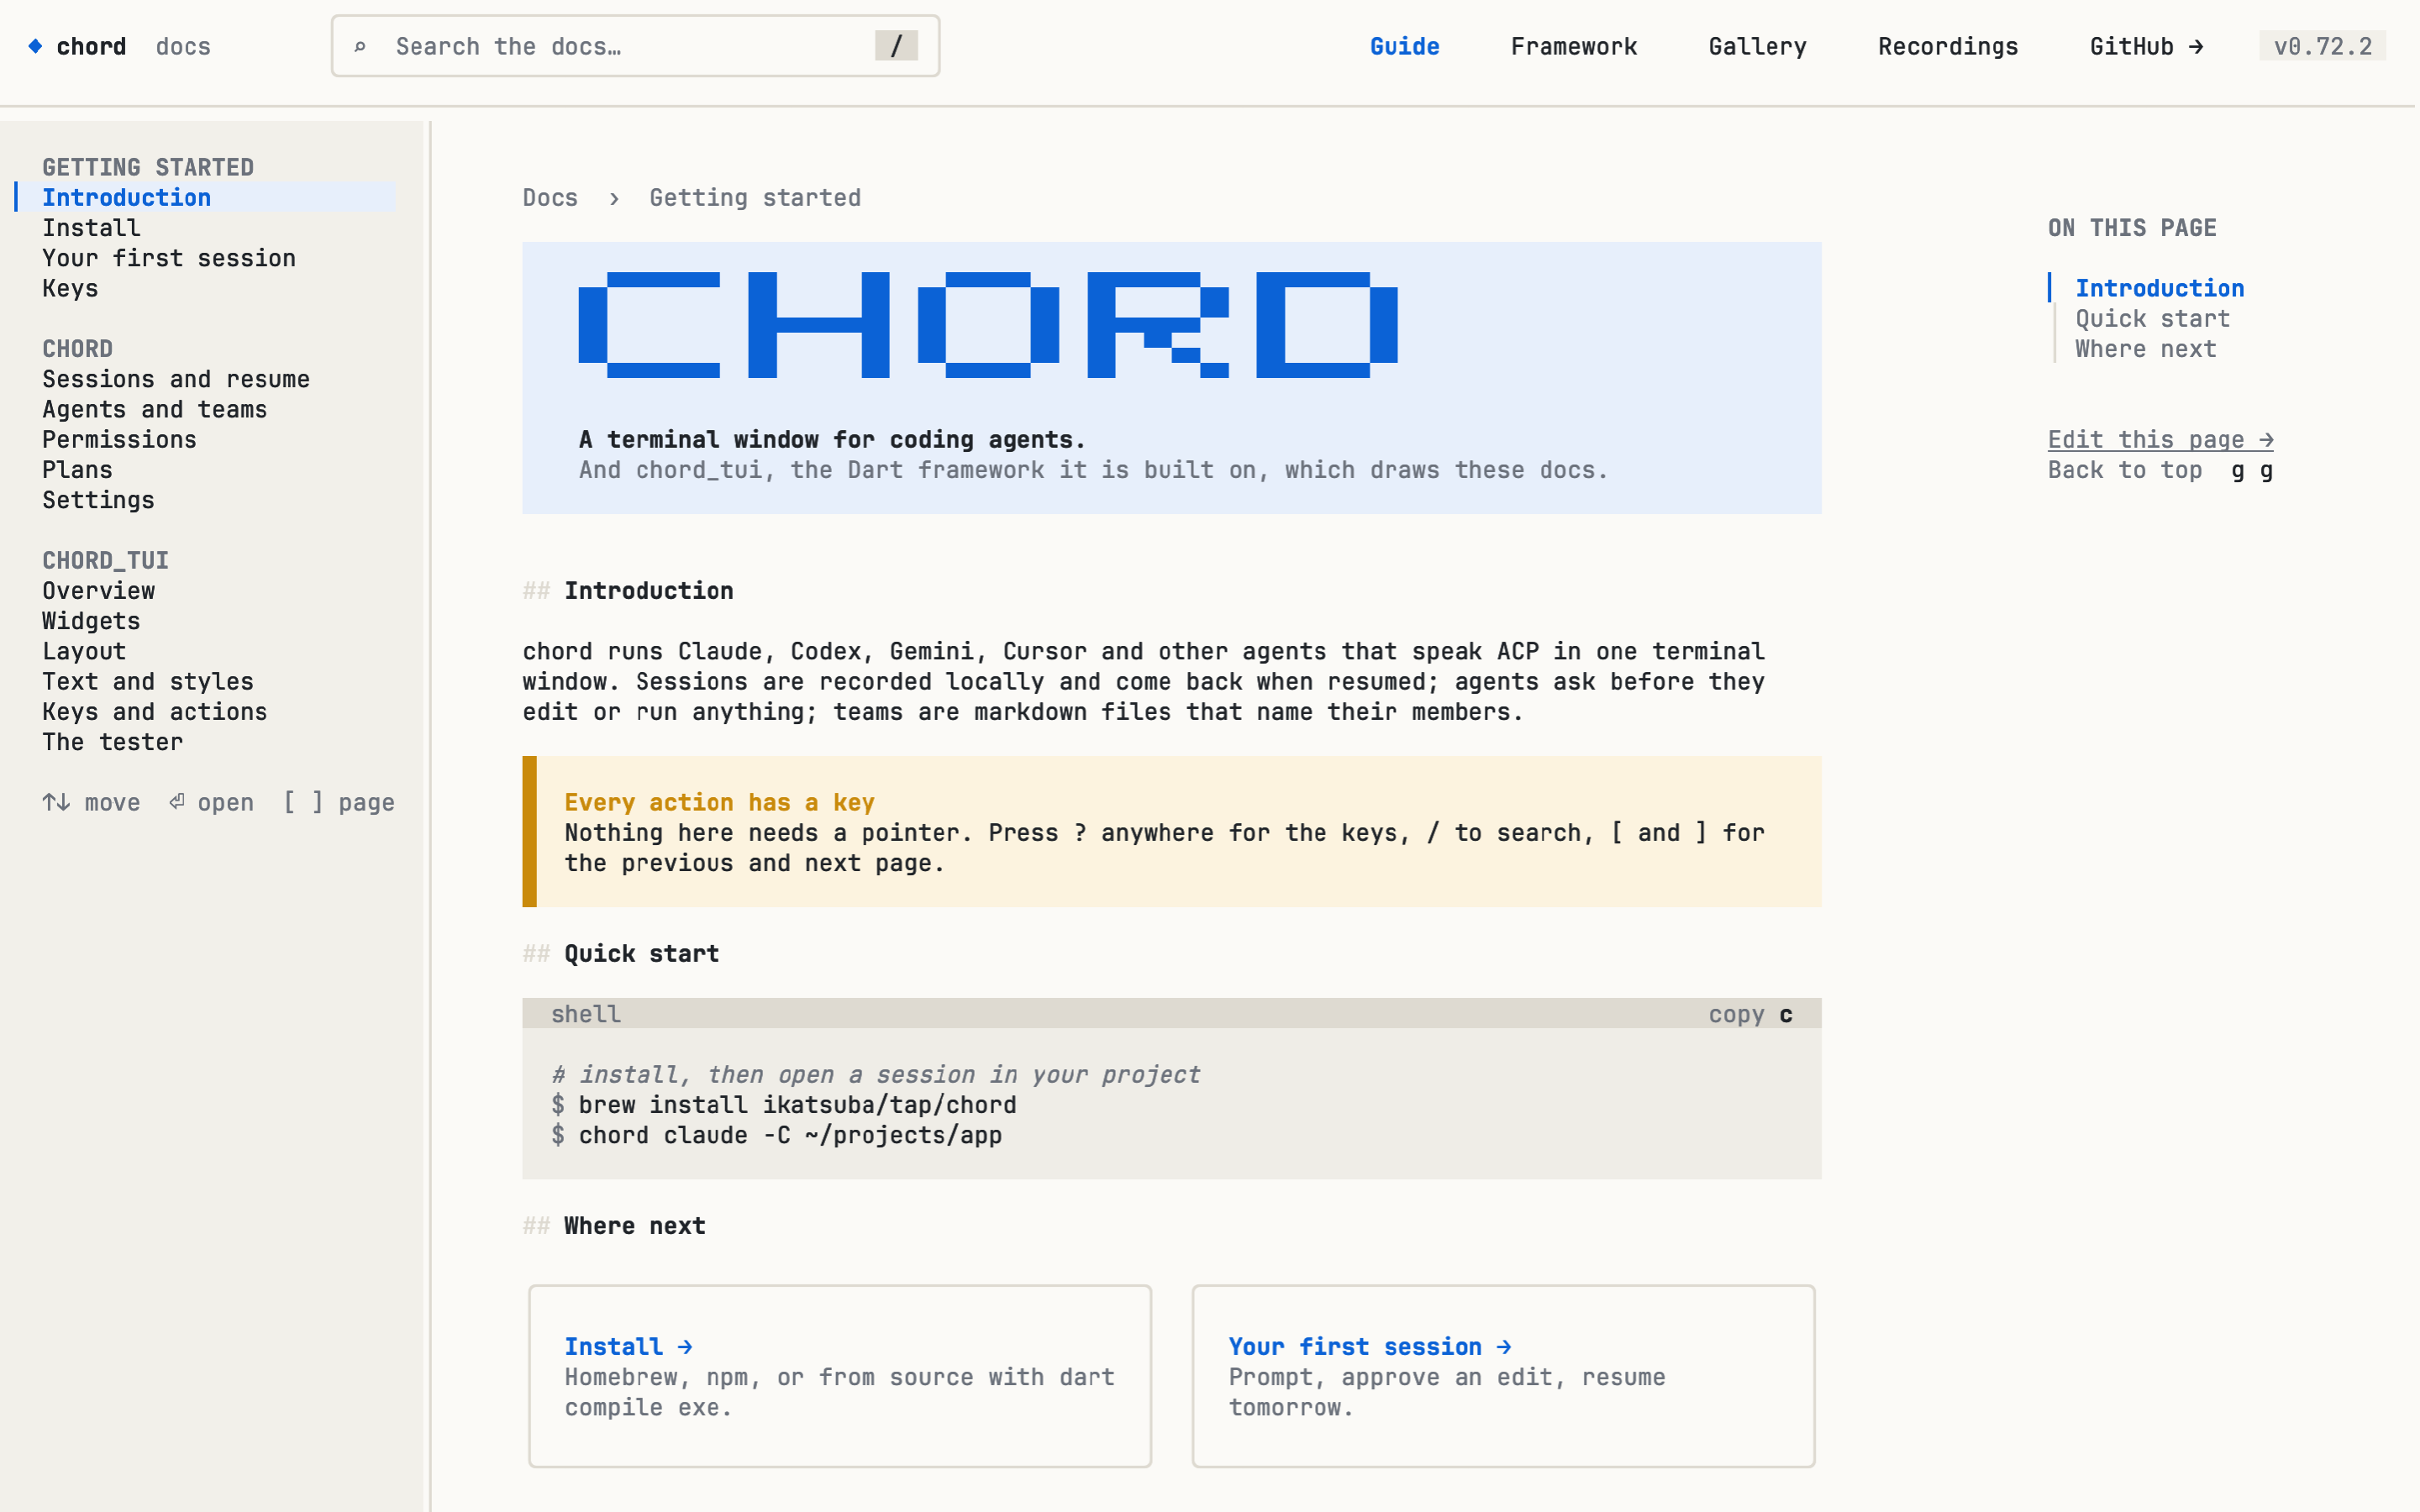 ◆ chord docs
⌕ Search the docs… /
Guide Framework Gallery Recordings GitHub → v0.72.2
GETTING STARTED
Introduction
Install
Your first session
Keys
CHORD
Sessions and resume
Agents and teams
Permissions
Plans
Settings
CHORD_TUI
Overview
Widgets
Layout
Text and styles
Keys and actions
The tester
↑↓ move ⏎ open [ ] page
Docs › Getting started
CHORD
A terminal window for coding agents.
And chord_tui, the Dart framework it is built on, which draws these docs.
## Introduction
chord runs Claude, Codex, Gemini, Cursor and other agents that speak ACP in one terminal
window. Sessions are recorded locally and come back when resumed; agents ask before they
edit or run anything; teams are markdown files that name their members.
Every action has a key
Nothing here needs a pointer. Press ? anywhere for the keys, / to search, [ and ] for
the previous and next page.
## Quick start
shell copy c
# install, then open a session in your project
$ brew install ikatsuba/tap/chord
$ chord claude -C ~/projects/app
## Where next
Install →
Homebrew, npm, or from source with dart
compile exe.
Your first session →
Prompt, approve an edit, resume
tomorrow.
ON THIS PAGE
Introduction
Quick start
Where next
Edit this page →
Back to top g g